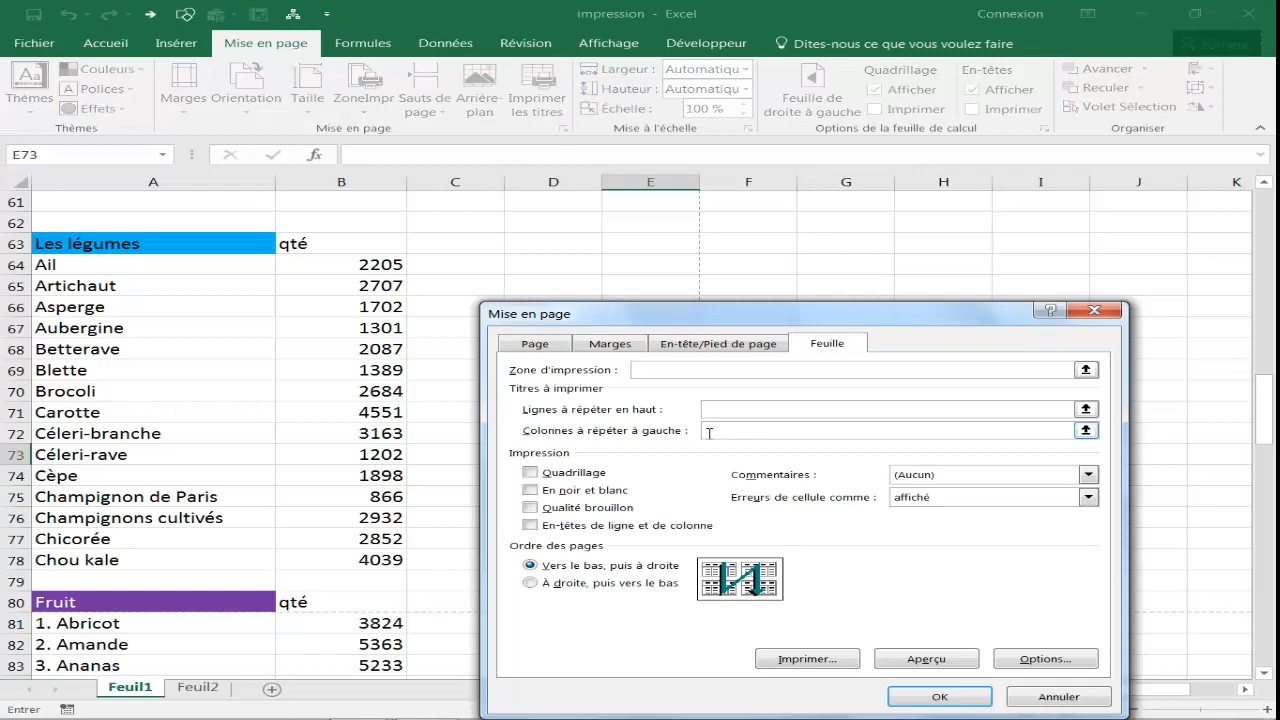 impression - Excel
Connexion
Fichier Accueil Insérer Mise en page Formules Données Révision Affichage Développeur Dites-nous ce que vous voulez faire
Aa Couleurs Polices Effets Thèmes
Marges Orientation Taille ZoneImpr Sauts de page Arrière-plan Imprimer les titres
Largeur : Automatiqu
Hauteur : Automatiqu
Échelle : 100 %
Feuille de droite à gauche
Quadrillage En-têtes
Afficher Afficher
Imprimer Imprimer
Avancer
Reculer
Volet Sélection
Thèmes Mise en page Mise à l'échelle Options de la feuille de calcul Organiser
E73 fx
A B C D E F G H I J K
61
62
63 Les légumes qté
64 Ail 2205
65 Artichaut 2707
66 Asperge 1702
67 Aubergine 1301
68 Betterave 2087
69 Blette 1389
70 Brocoli 2684
71 Carotte 4551
72 Céleri-branche 3163
73 Céleri-rave 1202
74 Cèpe 1898
75 Champignon de Paris 866
76 Champignons cultivés 2932
77 Chicorée 2852
78 Chou kale 4039
79
80 Fruit qté
81 1. Abricot 3824
82 2. Amande 5363
83 3. Ananas 5233
Mise en page
Page Marges En-tête/Pied de page Feuille
Zone d'impression :
Titres à imprimer
Lignes à répéter en haut :
Colonnes à répéter à gauche :
Impression
Quadrillage Commentaires : (Aucun)
En noir et blanc
Erreurs de cellule comme : affiché
Qualité brouillon
En-têtes de ligne et de colonne
Ordre des pages
Vers le bas, puis à droite
À droite, puis vers le bas
Imprimer... Aperçu Options...
OK Annuler
Feuil1 Feuil2
Entrer